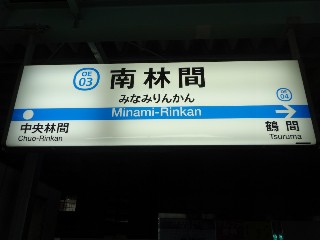 OE
03
南林間
みなみりんかん
Minami-Rinkan
OE
04
中央林間
Chūō-Rinkan
鶴間
Tsuruma